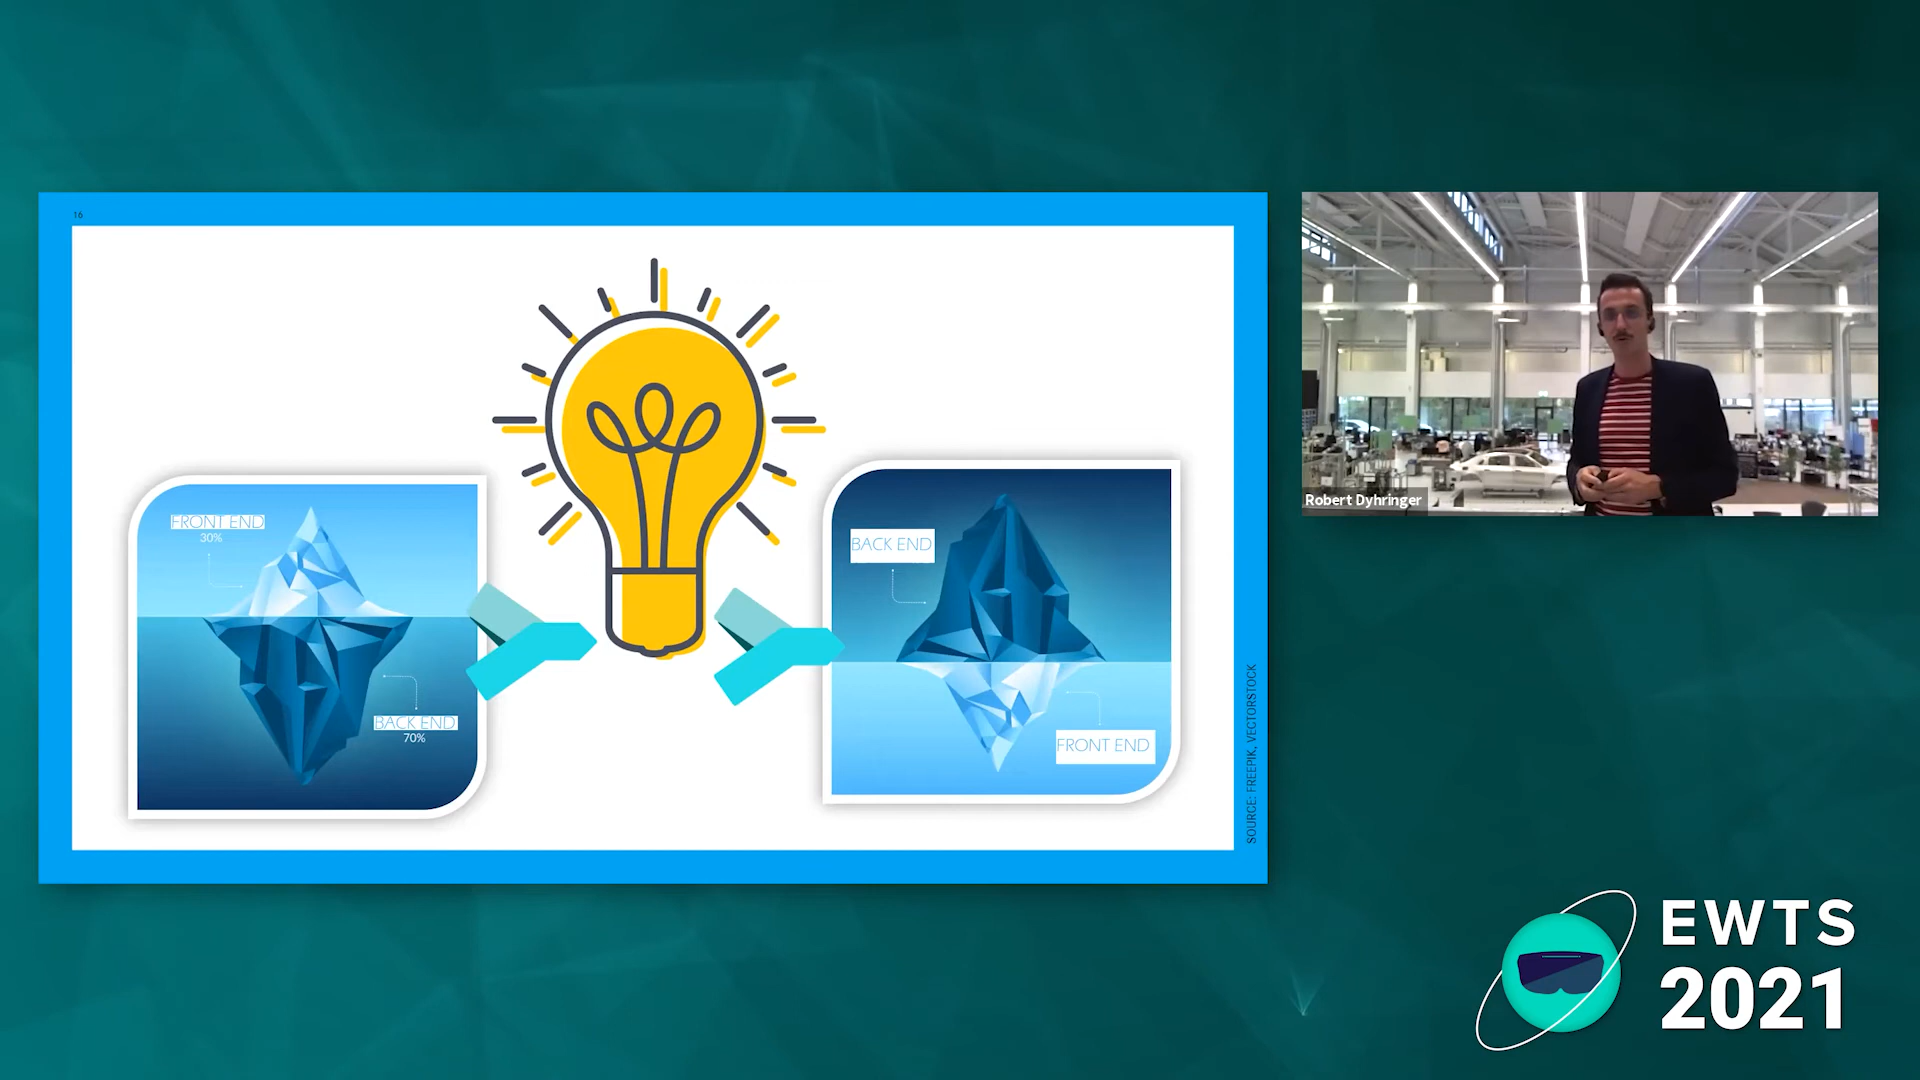 16
FRONT END
30%
BACK END
70%
BACK END
FRONT END
SOURCE: FREEPIK, VECTORSTOCK
Robert Dyhringer
EWTS
2021